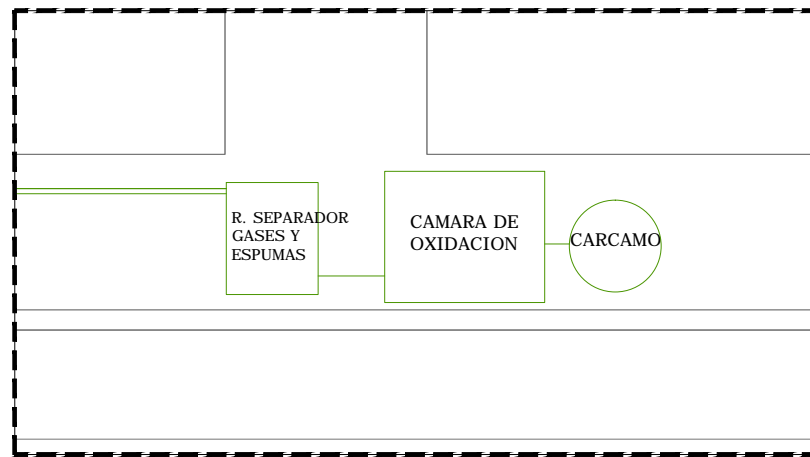 R. SEPARADOR
GASES Y
ESPUMAS
CAMARA DE
OXIDACION
CARCAMO